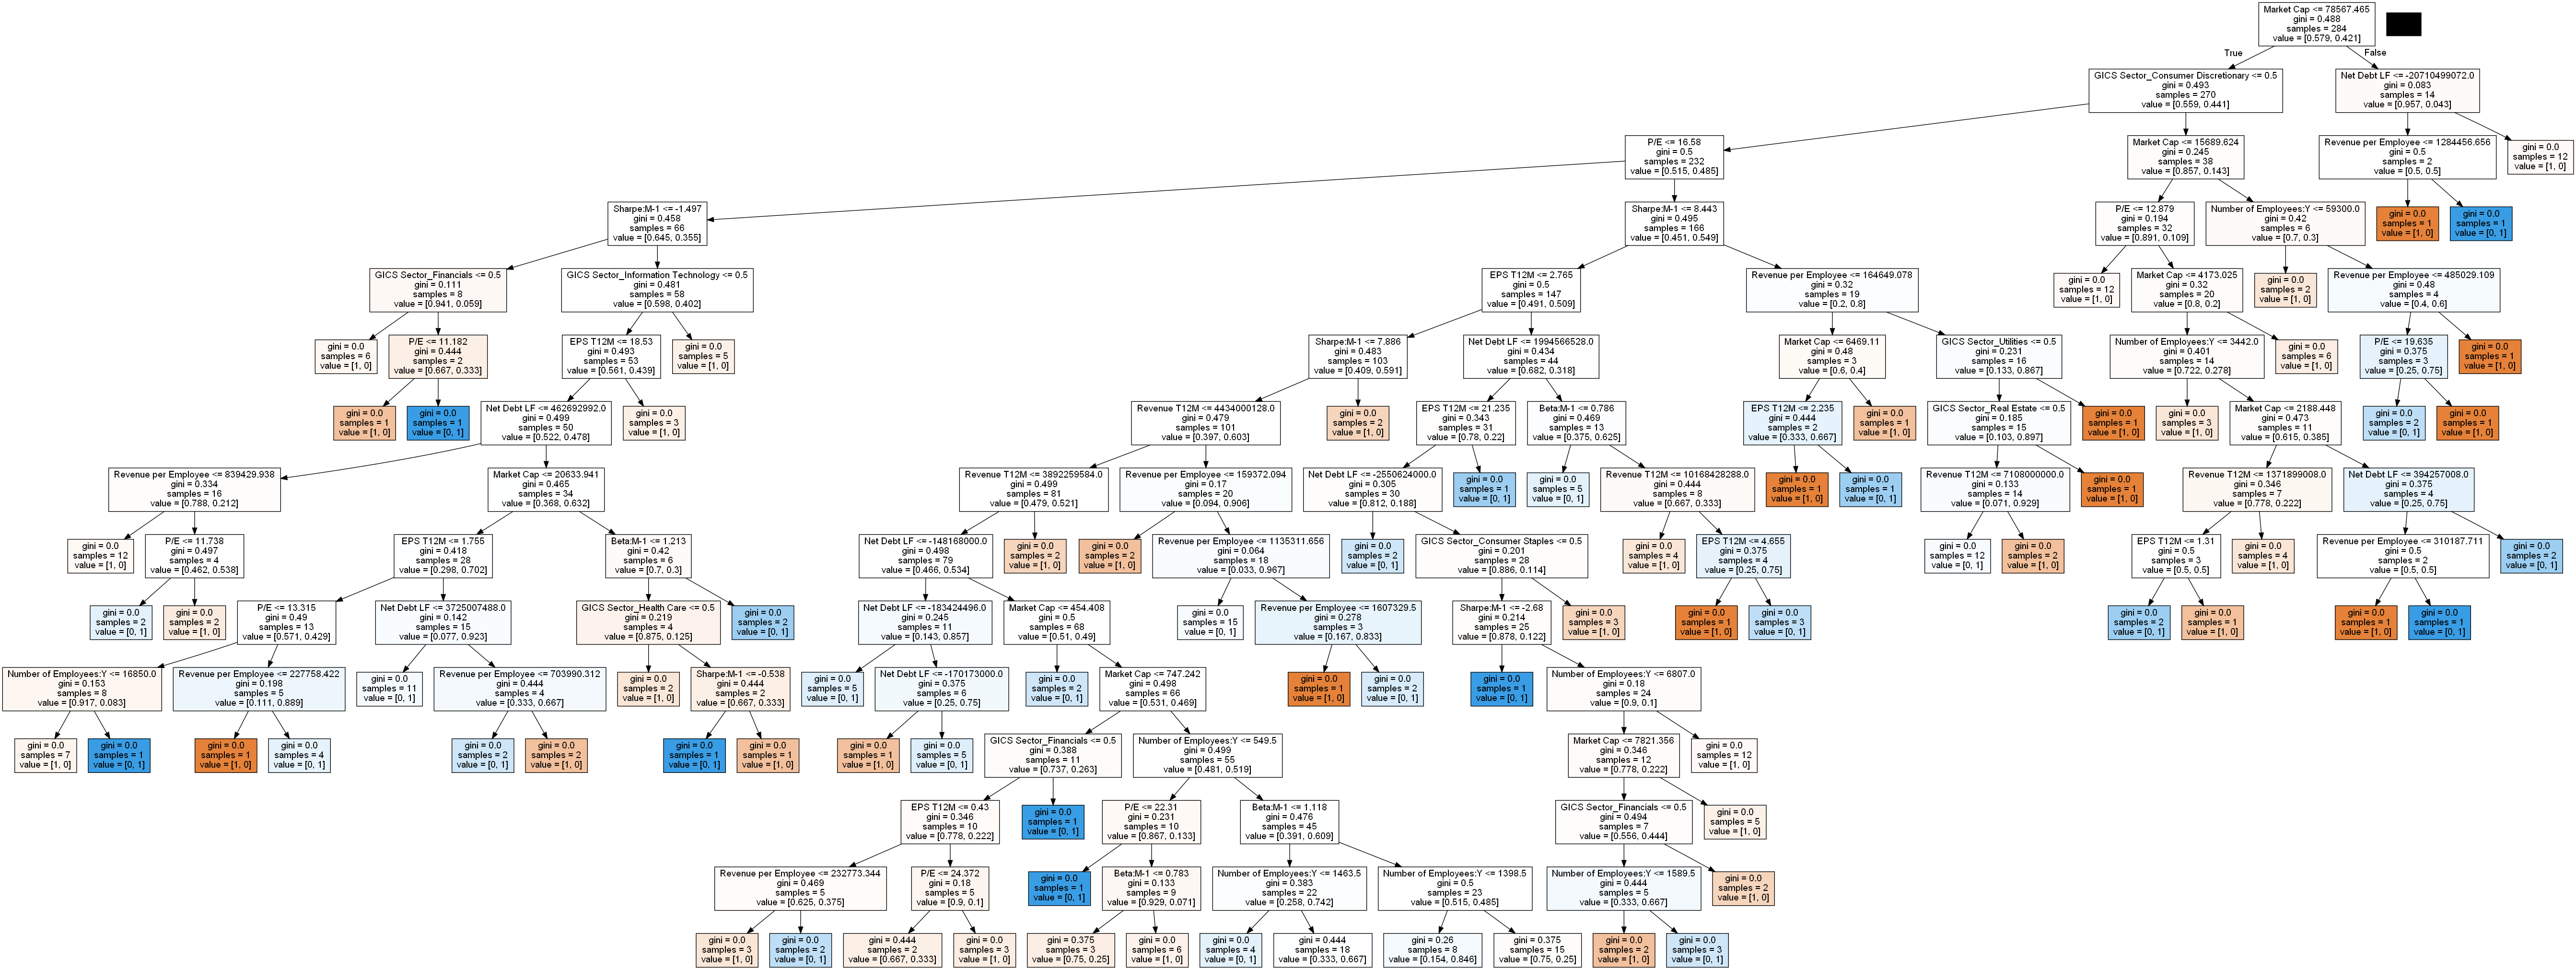 Market Cap <= 78567.465
gini = 0.488
samples = 284
value = [0.579, 0.421]
True
False
GICS Sector_Consumer Discretionary <= 0.5
gini = 0.493
samples = 270
value = [0.559, 0.441]
Net Debt LF <= -20710499072.0
gini = 0.083
samples = 14
value = [0.957, 0.043]
P/E <= 16.58
gini = 0.5
samples = 232
value = [0.515, 0.485]
Market Cap <= 15689.624
gini = 0.245
samples = 38
value = [0.857, 0.143]
Revenue per Employee <= 1284456.656
gini = 0.5
samples = 2
value = [0.5, 0.5]
gini = 0.0
samples = 12
value = [1, 0]
Sharpe:M-1 <= -1.497
gini = 0.458
samples = 66
value = [0.645, 0.355]
Sharpe:M-1 <= 8.443
gini = 0.495
samples = 166
value = [0.451, 0.549]
P/E <= 12.879
gini = 0.194
samples = 32
value = [0.891, 0.109]
Number of Employees:Y <= 59300.0
gini = 0.42
samples = 6
value = [0.7, 0.3]
gini = 0.0
samples = 1
value = [1, 0]
gini = 0.0
samples = 1
value = [0, 1]
GICS Sector_Financials <= 0.5
gini = 0.111
samples = 8
value = [0.941, 0.059]
GICS Sector_Information Technology <= 0.5
gini = 0.481
samples = 58
value = [0.598, 0.402]
EPS T12M <= 2.765
gini = 0.5
samples = 147
value = [0.491, 0.509]
Revenue per Employee <= 164649.078
gini = 0.32
samples = 19
value = [0.2, 0.8]
gini = 0.0
samples = 12
value = [1, 0]
Market Cap <= 4173.025
gini = 0.32
samples = 20
value = [0.8, 0.2]
gini = 0.0
samples = 2
value = [1, 0]
Revenue per Employee <= 485029.109
gini = 0.48
samples = 4
value = [0.4, 0.6]
gini = 0.0
samples = 6
value = [1, 0]
P/E <= 11.182
gini = 0.444
samples = 2
value = [0.667, 0.333]
EPS T12M <= 18.53
gini = 0.493
samples = 53
value = [0.561, 0.439]
gini = 0.0
samples = 5
value = [1, 0]
Sharpe:M-1 <= 7.886
gini = 0.483
samples = 103
value = [0.409, 0.591]
Net Debt LF <= 1994566528.0
gini = 0.434
samples = 44
value = [0.682, 0.318]
Market Cap <= 6469.11
gini = 0.48
samples = 3
value = [0.6, 0.4]
GICS Sector_Utilities <= 0.5
gini = 0.231
samples = 16
value = [0.133, 0.867]
Number of Employees:Y <= 3442.0
gini = 0.401
samples = 14
value = [0.722, 0.278]
gini = 0.0
samples = 6
value = [1, 0]
P/E <= 19.635
gini = 0.375
samples = 3
value = [0.25, 0.75]
gini = 0.0
samples = 1
value = [1, 0]
gini = 0.0
samples = 1
value = [1, 0]
gini = 0.0
samples = 1
value = [0, 1]
Net Debt LF <= 462692992.0
gini = 0.499
samples = 50
value = [0.522, 0.478]
gini = 0.0
samples = 3
value = [1, 0]
Revenue T12M <= 4434000128.0
gini = 0.479
samples = 101
value = [0.397, 0.603]
gini = 0.0
samples = 2
value = [1, 0]
EPS T12M <= 21.235
gini = 0.343
samples = 31
value = [0.78, 0.22]
Beta:M-1 <= 0.786
gini = 0.469
samples = 13
value = [0.375, 0.625]
EPS T12M <= 2.235
gini = 0.444
samples = 2
value = [0.333, 0.667]
gini = 0.0
samples = 1
value = [1, 0]
GICS Sector_Real Estate <= 0.5
gini = 0.185
samples = 15
value = [0.103, 0.897]
gini = 0.0
samples = 1
value = [1, 0]
gini = 0.0
samples = 3
value = [1, 0]
Market Cap <= 2188.448
gini = 0.473
samples = 11
value = [0.615, 0.385]
gini = 0.0
samples = 2
value = [0, 1]
gini = 0.0
samples = 1
value = [1, 0]
Revenue per Employee <= 839429.938
gini = 0.334
samples = 16
value = [0.788, 0.212]
Market Cap <= 20633.941
gini = 0.465
samples = 34
value = [0.368, 0.632]
Revenue T12M <= 3892259584.0
gini = 0.499
samples = 81
value = [0.479, 0.521]
Revenue per Employee <= 159372.094
gini = 0.17
samples = 20
value = [0.094, 0.906]
Net Debt LF <= -2550624000.0
gini = 0.305
samples = 30
value = [0.812, 0.188]
gini = 0.0
samples = 1
value = [0, 1]
gini = 0.0
samples = 5
value = [0, 1]
Revenue T12M <= 10168428288.0
gini = 0.444
samples = 8
value = [0.667, 0.333]
gini = 0.0
samples = 1
value = [1, 0]
gini = 0.0
samples = 1
value = [0, 1]
Revenue T12M <= 7108000000.0
gini = 0.133
samples = 14
value = [0.071, 0.929]
gini = 0.0
samples = 1
value = [1, 0]
Revenue T12M <= 1371899008.0
gini = 0.346
samples = 7
value = [0.778, 0.222]
Net Debt LF <= 394257008.0
gini = 0.375
samples = 4
value = [0.25, 0.75]
gini = 0.0
samples = 12
value = [1, 0]
P/E <= 11.738
gini = 0.497
samples = 4
value = [0.462, 0.538]
EPS T12M <= 1.755
gini = 0.418
samples = 28
value = [0.298, 0.702]
Beta:M-1 <= 1.213
gini = 0.42
samples = 6
value = [0.7, 0.3]
Net Debt LF <= -148168000.0
gini = 0.498
samples = 79
value = [0.466, 0.534]
gini = 0.0
samples = 2
value = [1, 0]
gini = 0.0
samples = 2
value = [1, 0]
Revenue per Employee <= 1135311.656
gini = 0.064
samples = 18
value = [0.033, 0.967]
gini = 0.0
samples = 2
value = [0, 1]
GICS Sector_Consumer Staples <= 0.5
gini = 0.201
samples = 28
value = [0.886, 0.114]
gini = 0.0
samples = 4
value = [1, 0]
EPS T12M <= 4.655
gini = 0.375
samples = 4
value = [0.25, 0.75]
gini = 0.0
samples = 12
value = [0, 1]
gini = 0.0
samples = 2
value = [1, 0]
EPS T12M <= 1.31
gini = 0.5
samples = 3
value = [0.5, 0.5]
gini = 0.0
samples = 4
value = [1, 0]
Revenue per Employee <= 310187.711
gini = 0.5
samples = 2
value = [0.5, 0.5]
gini = 0.0
samples = 2
value = [0, 1]
gini = 0.0
samples = 2
value = [0, 1]
gini = 0.0
samples = 2
value = [1, 0]
P/E <= 13.315
gini = 0.49
samples = 13
value = [0.571, 0.429]
Net Debt LF <= 3725007488.0
gini = 0.142
samples = 15
value = [0.077, 0.923]
GICS Sector_Health Care <= 0.5
gini = 0.219
samples = 4
value = [0.875, 0.125]
gini = 0.0
samples = 2
value = [0, 1]
Net Debt LF <= -183424496.0
gini = 0.245
samples = 11
value = [0.143, 0.857]
Market Cap <= 454.408
gini = 0.5
samples = 68
value = [0.51, 0.49]
gini = 0.0
samples = 15
value = [0, 1]
Revenue per Employee <= 1607329.5
gini = 0.278
samples = 3
value = [0.167, 0.833]
Sharpe:M-1 <= -2.68
gini = 0.214
samples = 25
value = [0.878, 0.122]
gini = 0.0
samples = 3
value = [1, 0]
gini = 0.0
samples = 1
value = [1, 0]
gini = 0.0
samples = 3
value = [0, 1]
gini = 0.0
samples = 2
value = [0, 1]
gini = 0.0
samples = 1
value = [1, 0]
gini = 0.0
samples = 1
value = [1, 0]
gini = 0.0
samples = 1
value = [0, 1]
Number of Employees:Y <= 16850.0
gini = 0.153
samples = 8
value = [0.917, 0.083]
Revenue per Employee <= 227758.422
gini = 0.198
samples = 5
value = [0.111, 0.889]
gini = 0.0
samples = 11
value = [0, 1]
Revenue per Employee <= 703990.312
gini = 0.444
samples = 4
value = [0.333, 0.667]
gini = 0.0
samples = 2
value = [1, 0]
Sharpe:M-1 <= -0.538
gini = 0.444
samples = 2
value = [0.667, 0.333]
gini = 0.0
samples = 5
value = [0, 1]
Net Debt LF <= -170173000.0
gini = 0.375
samples = 6
value = [0.25, 0.75]
gini = 0.0
samples = 2
value = [0, 1]
Market Cap <= 747.242
gini = 0.498
samples = 66
value = [0.531, 0.469]
gini = 0.0
samples = 1
value = [1, 0]
gini = 0.0
samples = 2
value = [0, 1]
gini = 0.0
samples = 1
value = [0, 1]
Number of Employees:Y <= 6807.0
gini = 0.18
samples = 24
value = [0.9, 0.1]
gini = 0.0
samples = 7
value = [1, 0]
gini = 0.0
samples = 1
value = [0, 1]
gini = 0.0
samples = 1
value = [1, 0]
gini = 0.0
samples = 4
value = [0, 1]
gini = 0.0
samples = 2
value = [0, 1]
gini = 0.0
samples = 2
value = [1, 0]
gini = 0.0
samples = 1
value = [0, 1]
gini = 0.0
samples = 1
value = [1, 0]
gini = 0.0
samples = 1
value = [1, 0]
gini = 0.0
samples = 5
value = [0, 1]
GICS Sector_Financials <= 0.5
gini = 0.388
samples = 11
value = [0.737, 0.263]
Number of Employees:Y <= 549.5
gini = 0.499
samples = 55
value = [0.481, 0.519]
Market Cap <= 7821.356
gini = 0.346
samples = 12
value = [0.778, 0.222]
gini = 0.0
samples = 12
value = [1, 0]
EPS T12M <= 0.43
gini = 0.346
samples = 10
value = [0.778, 0.222]
gini = 0.0
samples = 1
value = [0, 1]
P/E <= 22.31
gini = 0.231
samples = 10
value = [0.867, 0.133]
Beta:M-1 <= 1.118
gini = 0.476
samples = 45
value = [0.391, 0.609]
GICS Sector_Financials <= 0.5
gini = 0.494
samples = 7
value = [0.556, 0.444]
gini = 0.0
samples = 5
value = [1, 0]
Revenue per Employee <= 232773.344
gini = 0.469
samples = 5
value = [0.625, 0.375]
P/E <= 24.372
gini = 0.18
samples = 5
value = [0.9, 0.1]
gini = 0.0
samples = 1
value = [0, 1]
Beta:M-1 <= 0.783
gini = 0.133
samples = 9
value = [0.929, 0.071]
Number of Employees:Y <= 1463.5
gini = 0.383
samples = 22
value = [0.258, 0.742]
Number of Employees:Y <= 1398.5
gini = 0.5
samples = 23
value = [0.515, 0.485]
Number of Employees:Y <= 1589.5
gini = 0.444
samples = 5
value = [0.333, 0.667]
gini = 0.0
samples = 2
value = [1, 0]
gini = 0.0
samples = 3
value = [1, 0]
gini = 0.0
samples = 2
value = [0, 1]
gini = 0.444
samples = 2
value = [0.667, 0.333]
gini = 0.0
samples = 3
value = [1, 0]
gini = 0.375
samples = 3
value = [0.75, 0.25]
gini = 0.0
samples = 6
value = [1, 0]
gini = 0.0
samples = 4
value = [0, 1]
gini = 0.444
samples = 18
value = [0.333, 0.667]
gini = 0.26
samples = 8
value = [0.154, 0.846]
gini = 0.375
samples = 15
value = [0.75, 0.25]
gini = 0.0
samples = 2
value = [1, 0]
gini = 0.0
samples = 3
value = [0, 1]